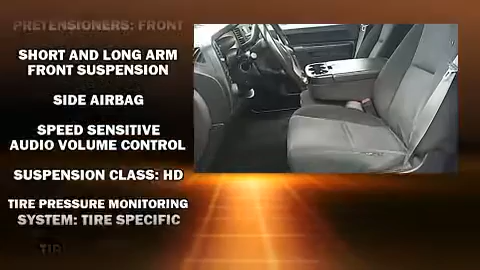 PRETENSIONERS: FRONT
SHORT AND LONG ARM
FRONT SUSPENSION
SIDE AIRBAG
SPEED SENSITIVE
AUDIO VOLUME CONTROL
SUSPENSION CLASS: HD
TIRE PRESSURE MONITORING
SYSTEM: TIRE SPECIFIC